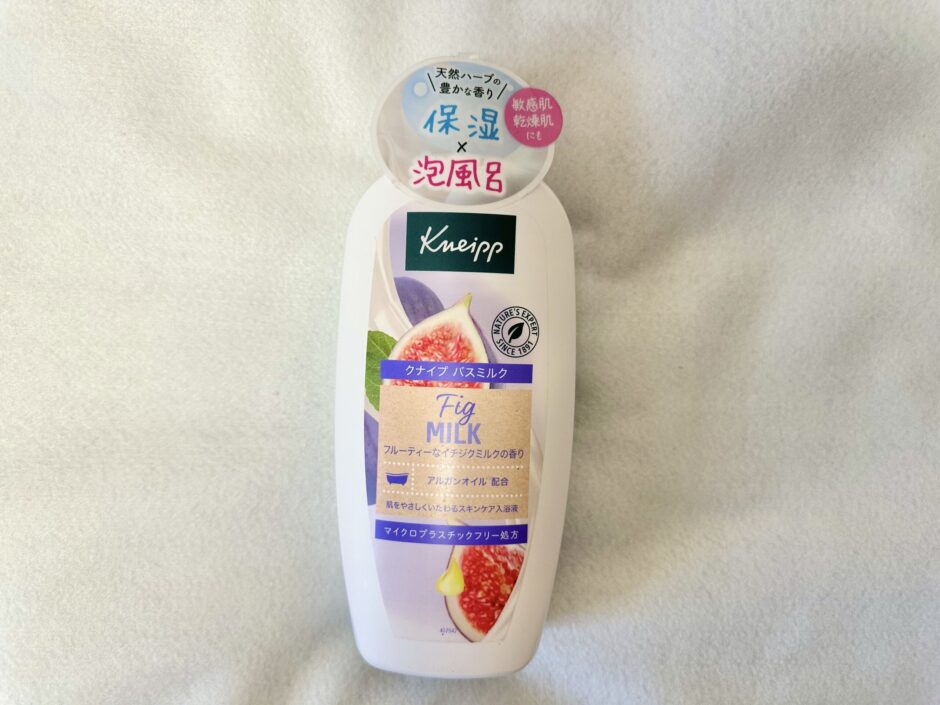 天然ハーブの
豊かな香り
保湿
×
泡風呂
敏感肌
乾燥肌
にも
Kneipp
NATURE'S EXPERT
SINCE 1891
クナイプ バスミルク
Fig
MILK
フルーティーなイチジクミルクの香り
アルガンオイル 配合
肌をやさしくいたわるスキンケア入浴液
マイクロプラスチックフリー処方